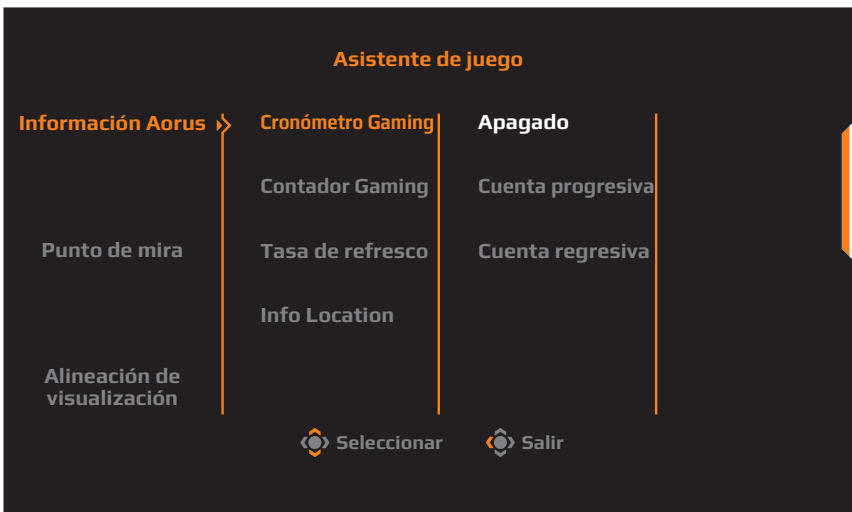 Asistente de juego
Información Aorus
Cronómetro Gaming
Apagado
Contador Gaming
Cuenta progresiva
Punto de mira
Tasa de refresco
Cuenta regresiva
Info Location
Alineación de
visualización
Seleccionar
Salir